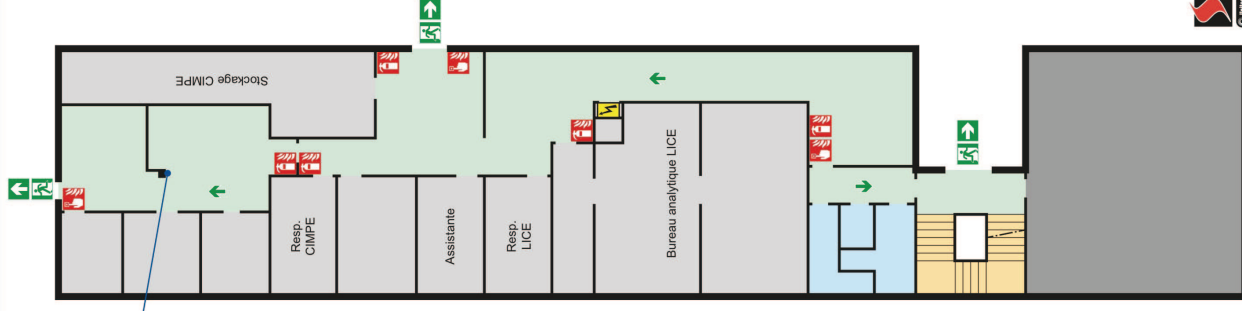 Stockage CIMPE
Resp.
CIMPE
Assistante
Resp.
LICE
Bureau analytique LICE